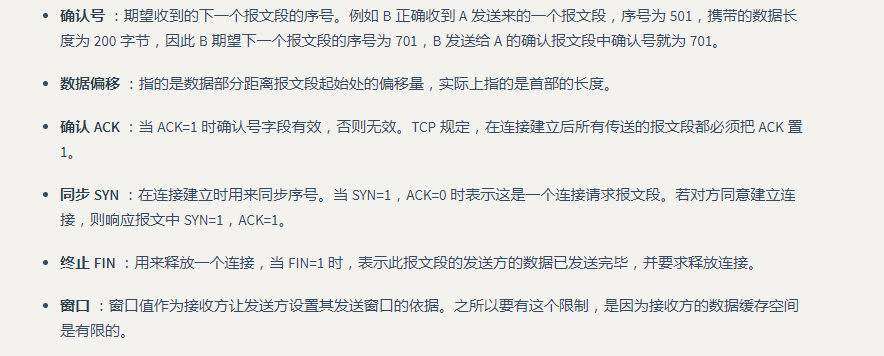 • 确认号 ：期望收到的下一个报文段的序号。例如 B 正确收到 A 发送来的一个报文段，序号为 501，携带的数据长
度为 200 字节，因此 B 期望下一个报文段的序号为 701，B 发送给 A 的确认报文段中确认号就为 701。
• 数据偏移 ：指的是数据部分距离报文段起始处的偏移量，实际上指的是首部的长度。
• 确认 ACK ：当 ACK=1 时确认号字段有效，否则无效。TCP 规定，在连接建立后所有传送的报文段都必须把 ACK 置
1。
• 同步 SYN ：在连接建立时用来同步序号。当 SYN=1，ACK=0 时表示这是一个连接请求报文段。若对方同意建立连
接，则响应报文中 SYN=1，ACK=1。
• 终止 FIN ：用来释放一个连接，当 FIN=1 时，表示此报文段的发送方的数据已发送完毕，并要求释放连接。
• 窗口 ：窗口值作为接收方让发送方设置其发送窗口的依据。之所以要有这个限制，是因为接收方的数据缓存空间
是有限的。